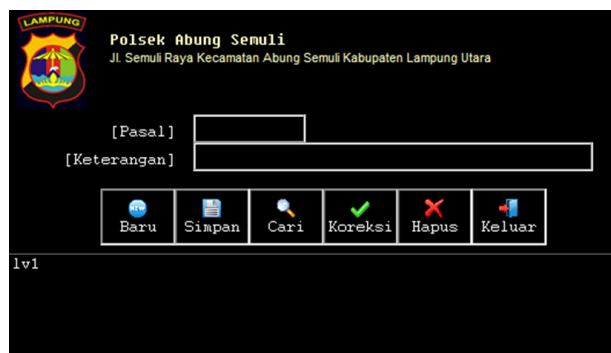 LAMPUNG
Polsek Abung Semuli
Jl. Semuli Raya Kecamatan Abung Semuli Kabupaten Lampung Utara
[Pasal]
[Keterangan]
NEW
Baru Simpan Cari Koreksi Hapus Keluar
lv1